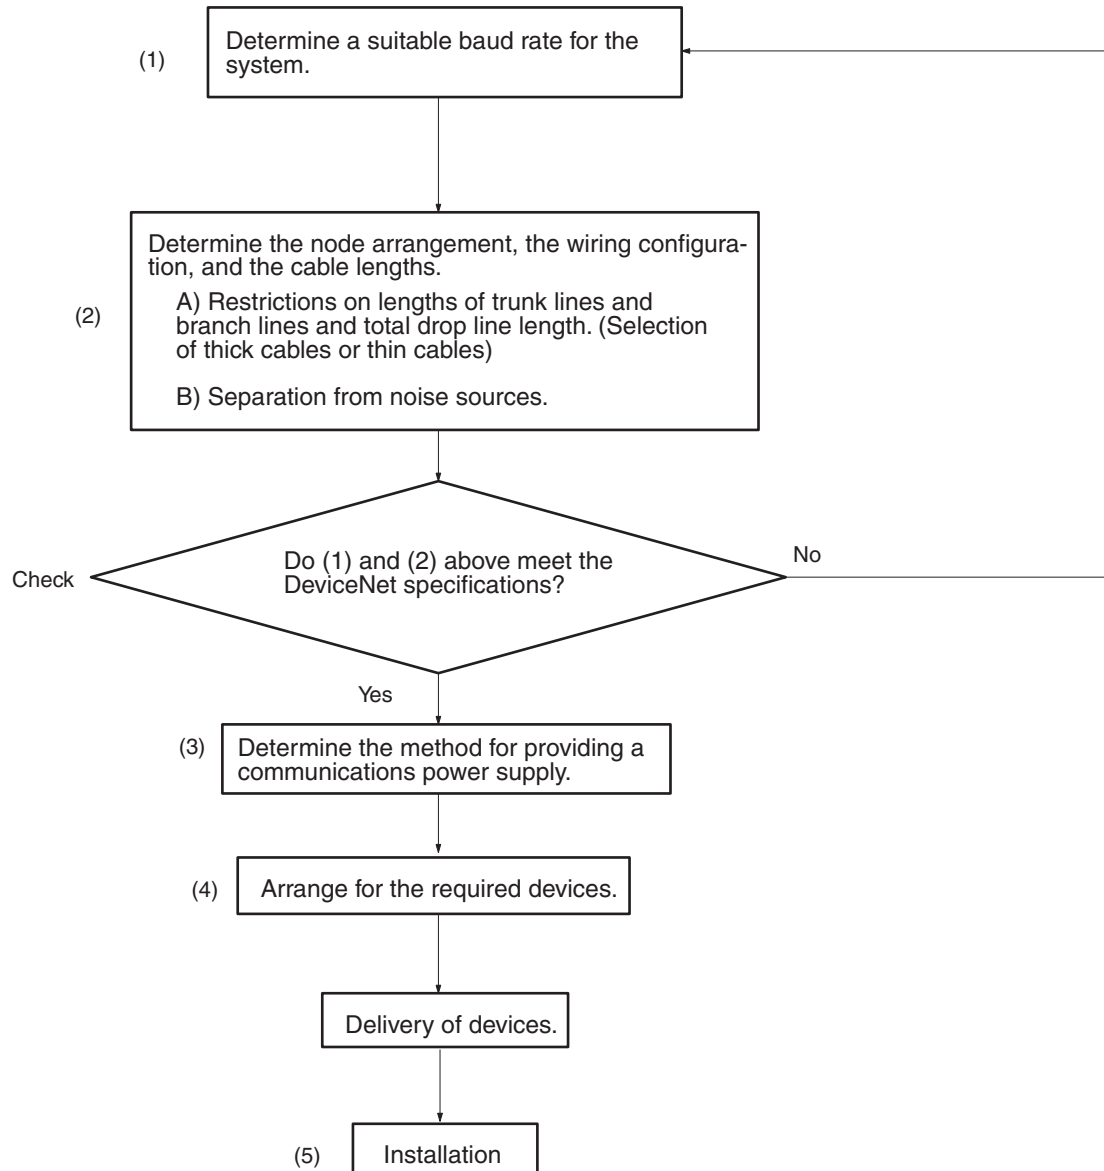 (1)
Determine a suitable baud rate for the
system.
Determine the node arrangement, the wiring configura-
tion, and the cable lengths.
(2)
A) Restrictions on lengths of trunk lines and
branch lines and total drop line length. (Selection
of thick cables or thin cables)
B) Separation from noise sources.
Check
Do (1) and (2) above meet the
DeviceNet specifications?
No
Yes
(3)
Determine the method for providing a
communications power supply.
(4)
Arrange for the required devices.
Delivery of devices.
(5)
Installation